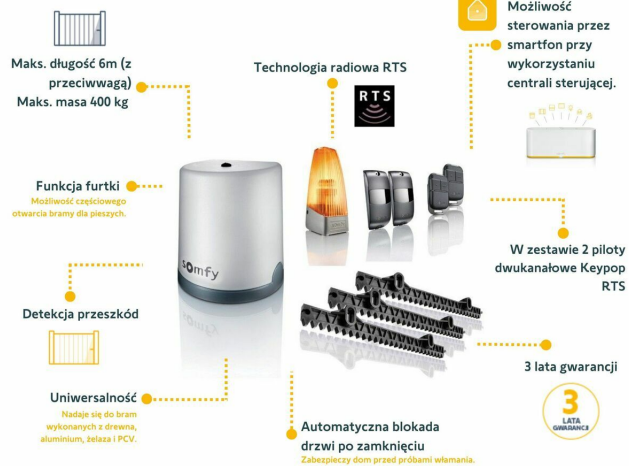 Maks. długość 6m (z
przeciwwagą)
Maks. masa 400 kg
Technologia radiowa RTS
RTS
Możliwość
sterowania przez
smartfon przy
wykorzystaniu
centrali sterującej.
Funkcja furtki
Możliwość częściowego
otwarcia bramy dla pieszych.
somfy
W zestawie 2 piloty
dwukanałowe Keypop
RTS
Detekcja przeszkód
3 lata gwarancji
3
LATA
GWARANCJI
Uniwersalność
Nadaje się do bram
wykonanych z drewna,
aluminium, żelaza i PCV.
Automatyczna blokada
drzwi po zamknięciu
Zabezpieczy dom przed próbami włamania.